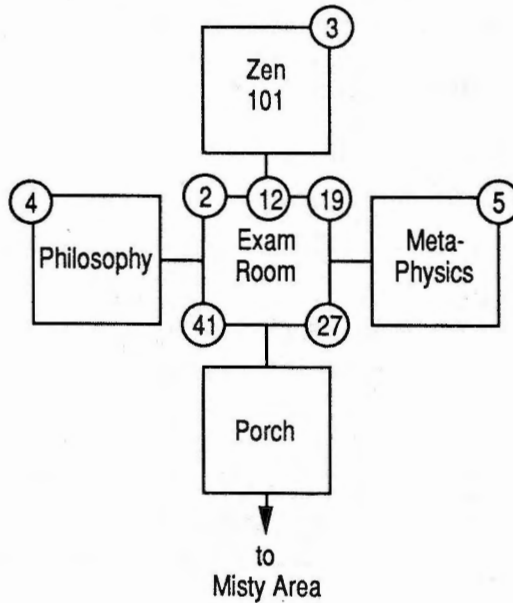 3
Zen
101
4
2
12
19
5
Philosophy
Exam
Room
Meta-
Physics
41
27
Porch
to
Misty Area